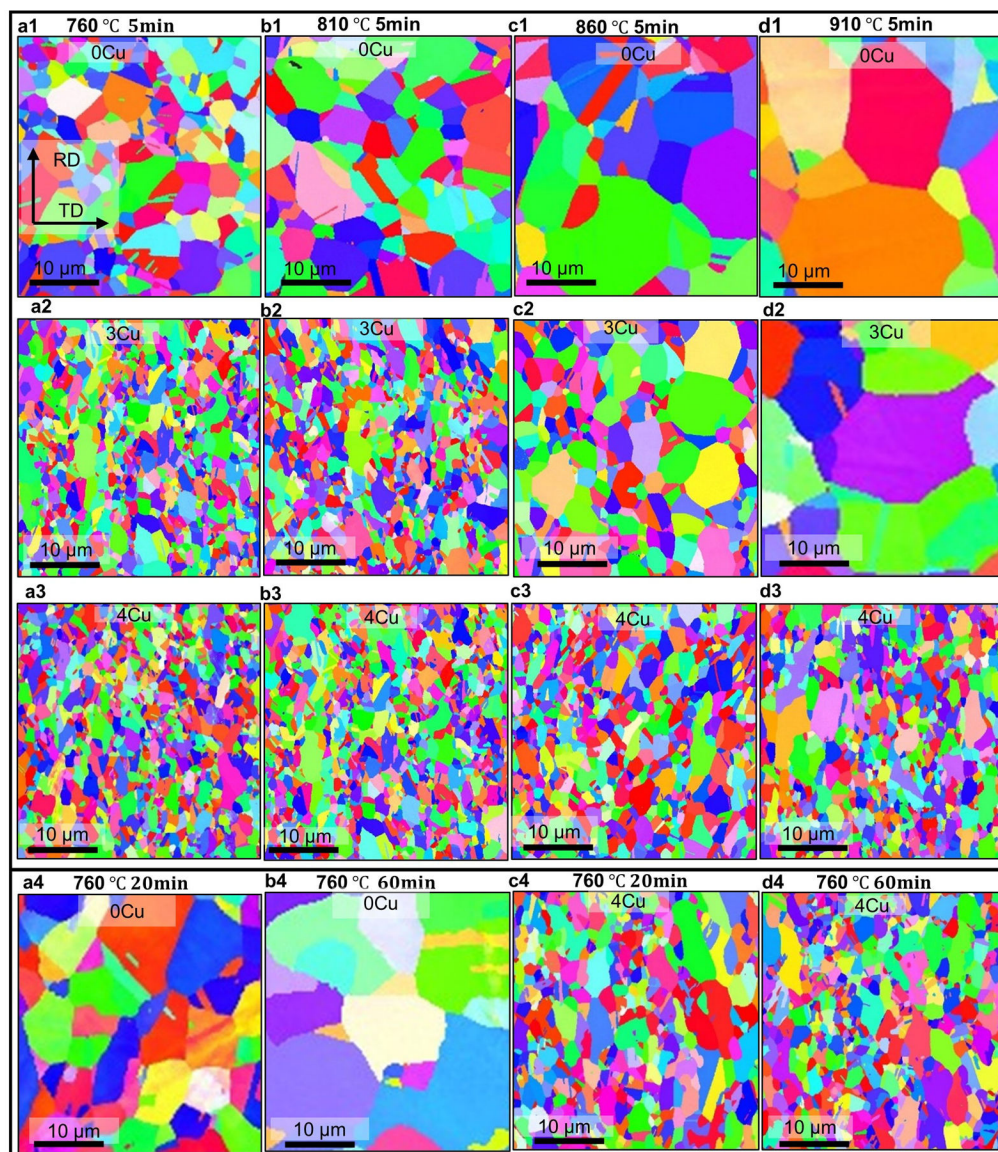 a1 760 °C 5min b1 810 °C 5min c1 860 °C 5min d1 910 °C 5min
0Cu 0Cu 0Cu 0Cu
RD
TD
10 µm 10 µm 10 µm 10 µm
a2 b2 c2 d2
3Cu 3Cu 3Cu 3Cu
10 µm 10 µm 10 µm 10 µm
a3 b3 c3 d3
4Cu 4Cu 4Cu 4Cu
10 µm 10 µm 10 µm 10 µm
a4 760 °C 20min b4 760 °C 60min c4 760 °C 20min d4 760 °C 60min
0Cu 0Cu 4Cu 4Cu
10 µm 10 µm 10 µm 10 µm